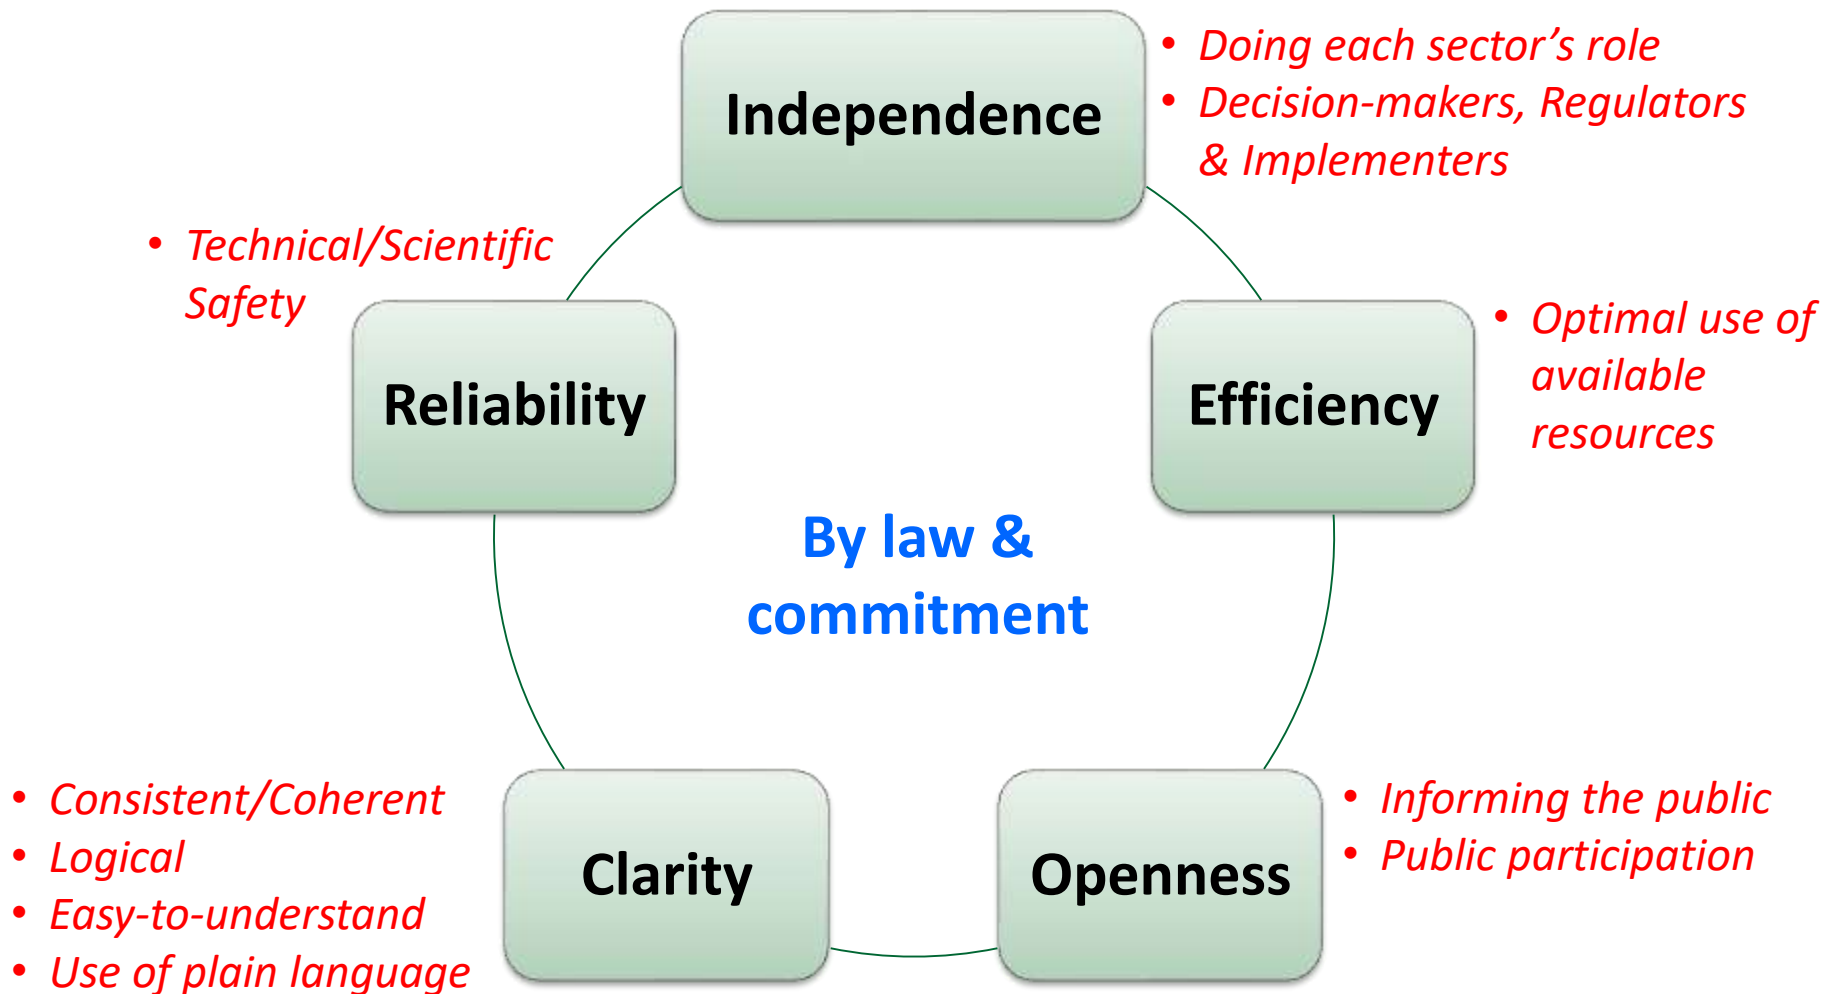 Independence
• Doing each sector’s role
• Decision-makers, Regulators
& Implementers
• Technical/Scientific
Safety
Reliability
Efficiency
• Optimal use of
available
resources
By law &
commitment
• Consistent/Coherent
• Logical
• Easy-to-understand
• Use of plain language
Clarity
Openness
• Informing the public
• Public participation